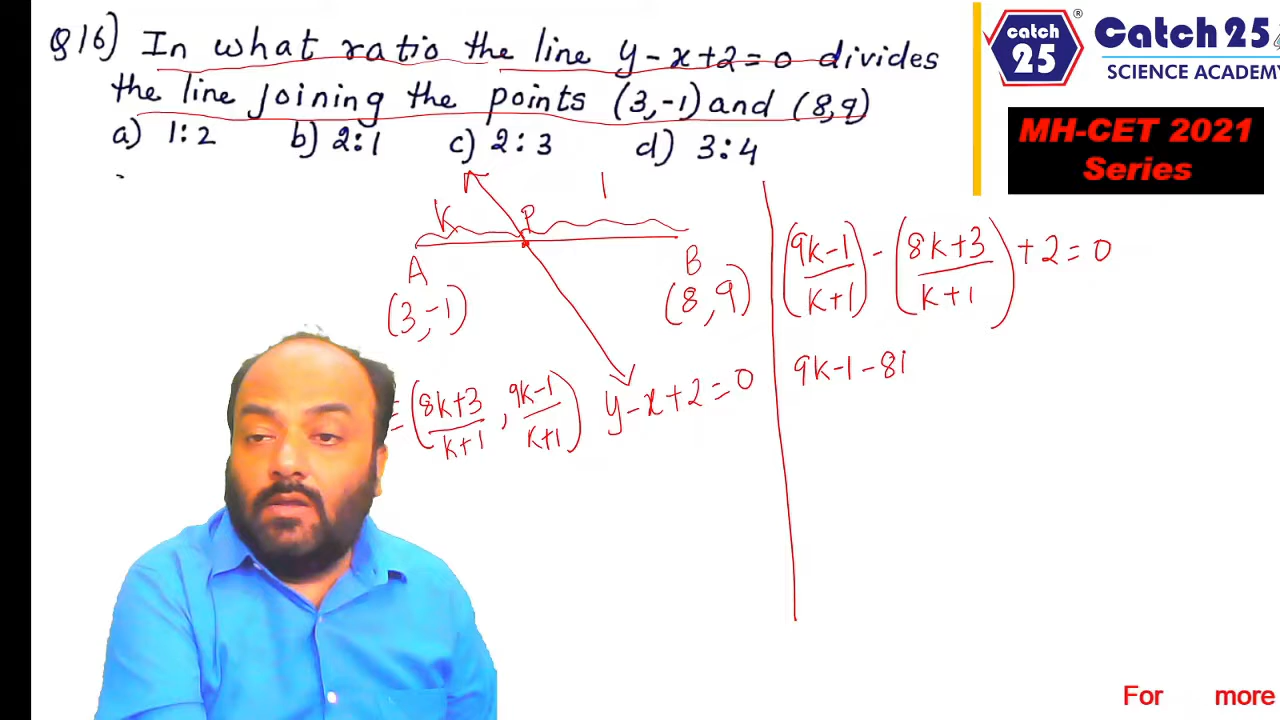 Q16) In what ratio the line y-x+2=0 divides
the line joining the points (3,-1) and (8,9)
a) 1:2 b) 2:1 c) 2:3 d) 3:4
catch
25
®
Catch 25
SCIENCE ACADEMY
MH-CET 2021
Series
K P 1
A B
(3,-1) (8,9)
= (8k+3/k+1, 9k-1/k+1) y-x+2=0
(9k-1/k+1) - (8k+3/k+1) +2=0
9k-1-8
For more